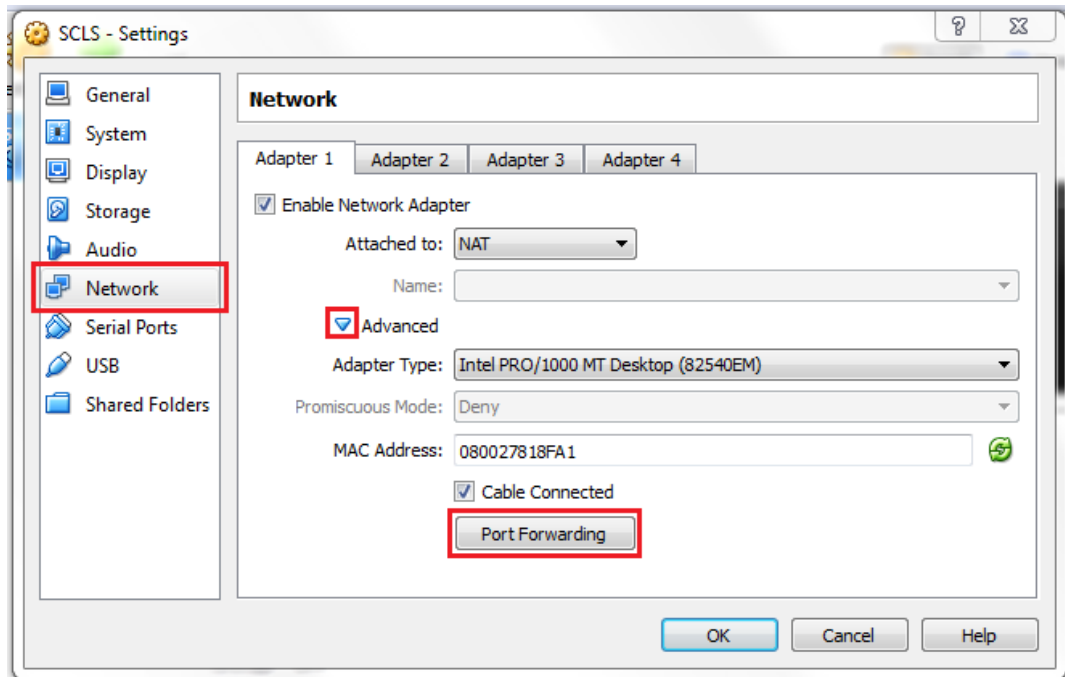 SCLS - Settings
General
System
Display
Storage
Audio
Network
Serial Ports
USB
Shared Folders
Network
Adapter 1 Adapter 2 Adapter 3 Adapter 4
Enable Network Adapter
Attached to: NAT
Name:
Advanced
Adapter Type: Intel PRO/1000 MT Desktop (82540EM)
Promiscuous Mode: Deny
MAC Address: 080027818FA1
Cable Connected
Port Forwarding
OK Cancel Help